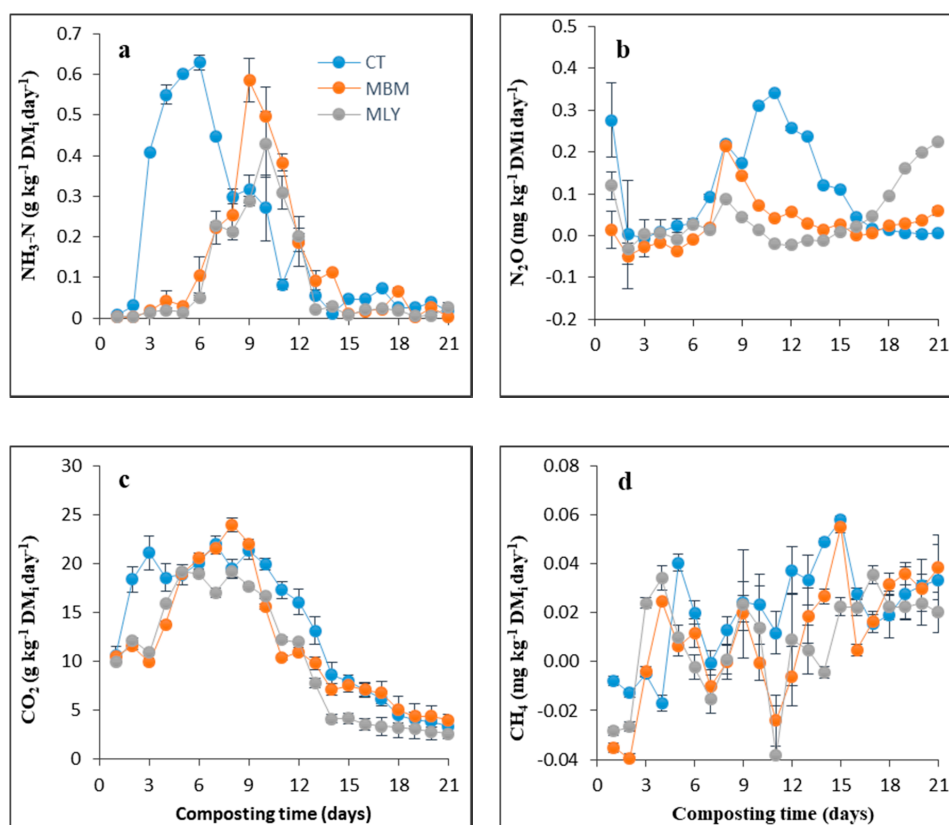 a
CT
MBM
MLY
NH₃-N (g kg⁻¹ DMᵢ day⁻¹)
0.7
0.6
0.5
0.4
0.3
0.2
0.1
0
0 3 6 9 12 15 18 21
b
N₂O (mg kg⁻¹ DMi day⁻¹)
0.5
0.4
0.3
0.2
0.1
0.0
-0.1
-0.2
0 3 6 9 12 15 18 21
c
CO₂ (g kg⁻¹ DMᵢ day⁻¹)
30
25
20
15
10
5
0
0 3 6 9 12 15 18 21
Composting time (days)
d
CH₄ (mg kg⁻¹ DMᵢ day⁻¹)
0.08
0.06
0.04
0.02
0.00
-0.02
-0.04
0 3 6 9 12 15 18 21
Composting time (days)